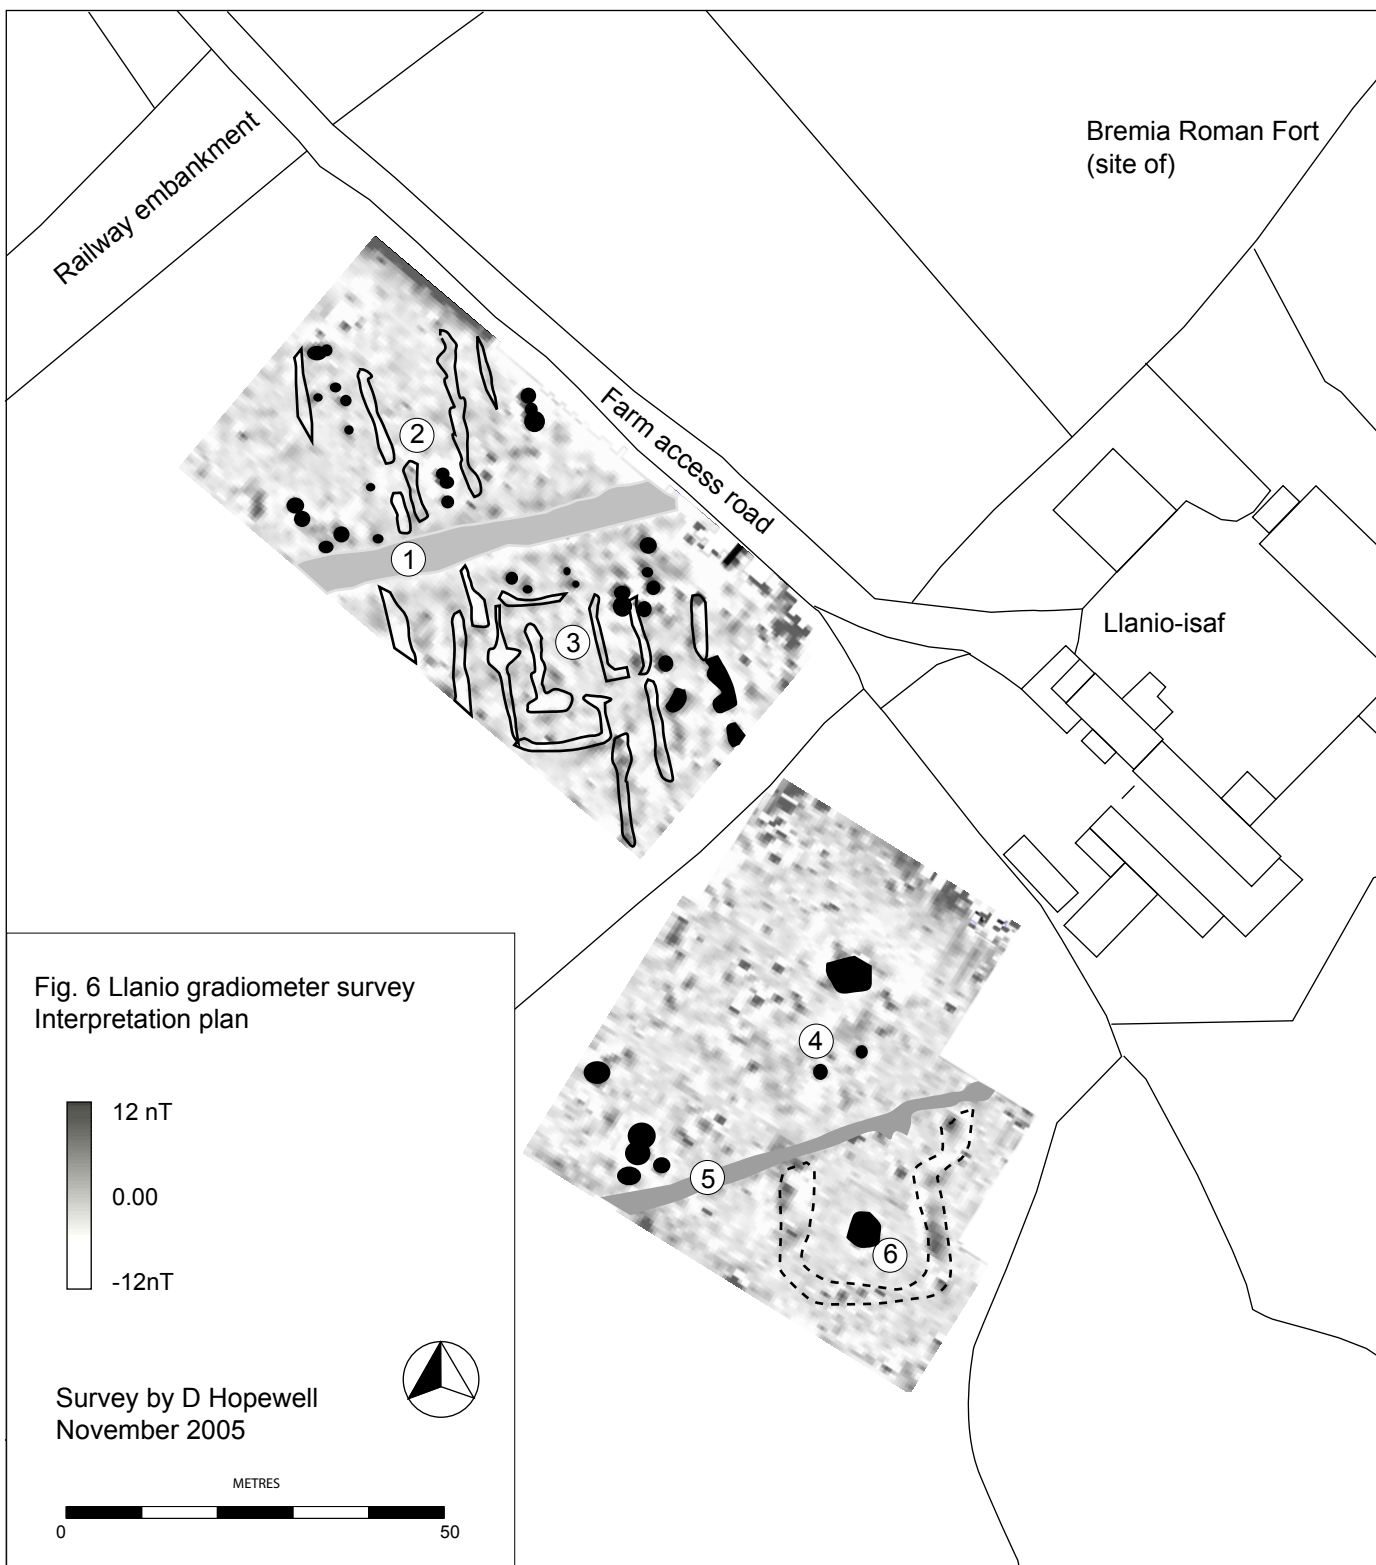 Railway embankment
Bremia Roman Fort
(site of)
Farm access road
2
1
3
Llanio-isaf
4
5
6
Fig. 6 Llanio gradiometer survey
Interpretation plan
12 nT
0.00
-12nT
Survey by D Hopewell
November 2005
METRES
0 50